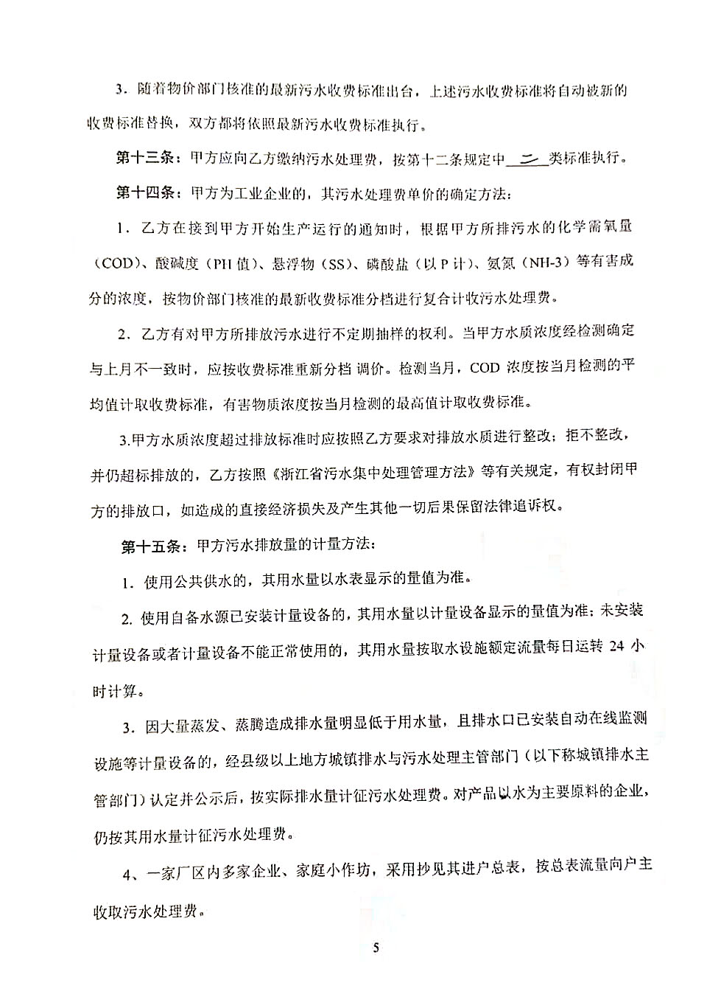 3．随着物价部门核准的最新污水收费标准出台，上述污水收费标准将自动被新的
收费标准替换，双方都将依照最新污水收费标准执行。
第十三条：甲方应向乙方缴纳污水处理费，按第十二条规定中 二 类标准执行。
第十四条：甲方为工业企业的，其污水处理费单价的确定方法：
1．乙方在接到甲方开始生产运行的通知时，根据甲方所排污水的化学需氧量
（COD）、酸碱度（PH 值）、悬浮物（SS）、磷酸盐（以 P 计）、氨氮（NH-3）等有害成
分的浓度，按物价部门核准的最新收费标准分档进行复合计收污水处理费。
2．乙方有对甲方所排放污水进行不定期抽样的权利。当甲方水质浓度经检测确定
与上月不一致时，应按收费标准重新分档 调价。检测当月，COD 浓度按当月检测的平
均值计取收费标准，有害物质浓度按当月检测的最高值计取收费标准。
3.甲方水质浓度超过排放标准时应按照乙方要求对排放水质进行整改；拒不整改，
并仍超标排放的，乙方按照《浙江省污水集中处理管理方法》等有关规定，有权封闭甲
方的排放口，如造成的直接经济损失及产生其他一切后果保留法律追诉权。
第十五条：甲方污水排放量的计量方法：
1．使用公共供水的，其用水量以水表显示的量值为准。
2. 使用自备水源已安装计量设备的，其用水量以计量设备显示的量值为准；未安装
计量设备或者计量设备不能正常使用的，其用水量按取水设施额定流量每日运转 24 小
时计算。
3．因大量蒸发、蒸腾造成排水量明显低于用水量，且排水口已安装自动在线监测
设施等计量设备的，经县级以上地方城镇排水与污水处理主管部门（以下称城镇排水主
管部门）认定并公示后，按实际排水量计征污水处理费。对产品以水为主要原料的企业，
仍按其用水量计征污水处理费。
4、一家厂区内多家企业、家庭小作坊，采用抄见其进户总表，按总表流量向户主
收取污水处理费。
5